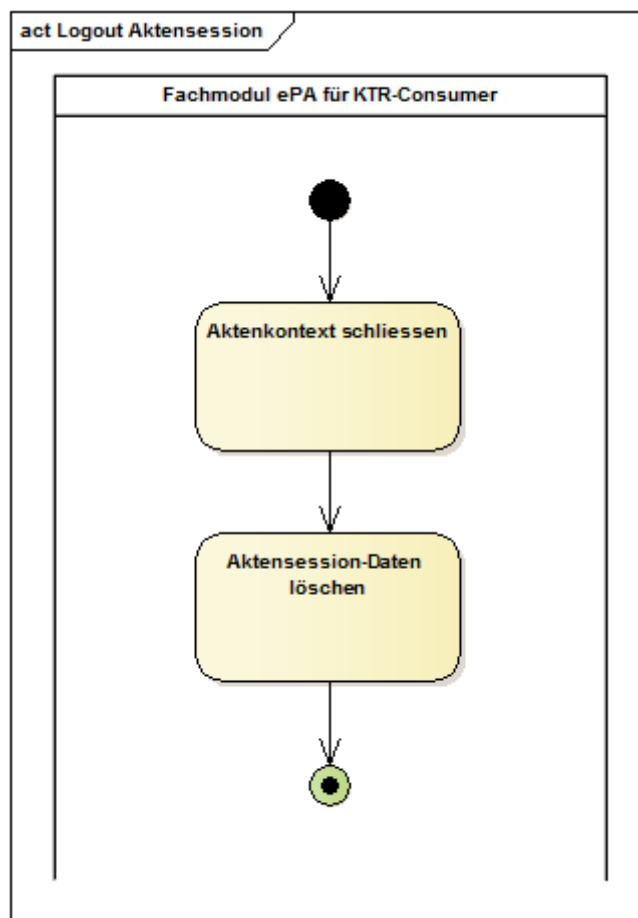 act Logout Aktensession
Fachmodul ePA für KTR-Consumer
Aktenkontext schliessen
Aktensession-Daten
löschen